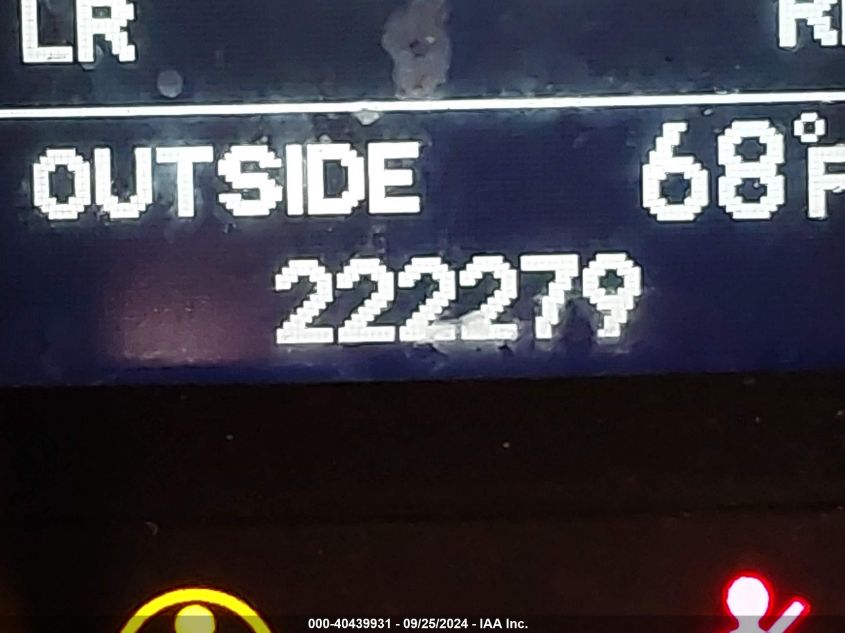 LR
OUTSIDE 68°F
222279
000-40439931 - 09/25/2024 - IAA Inc.